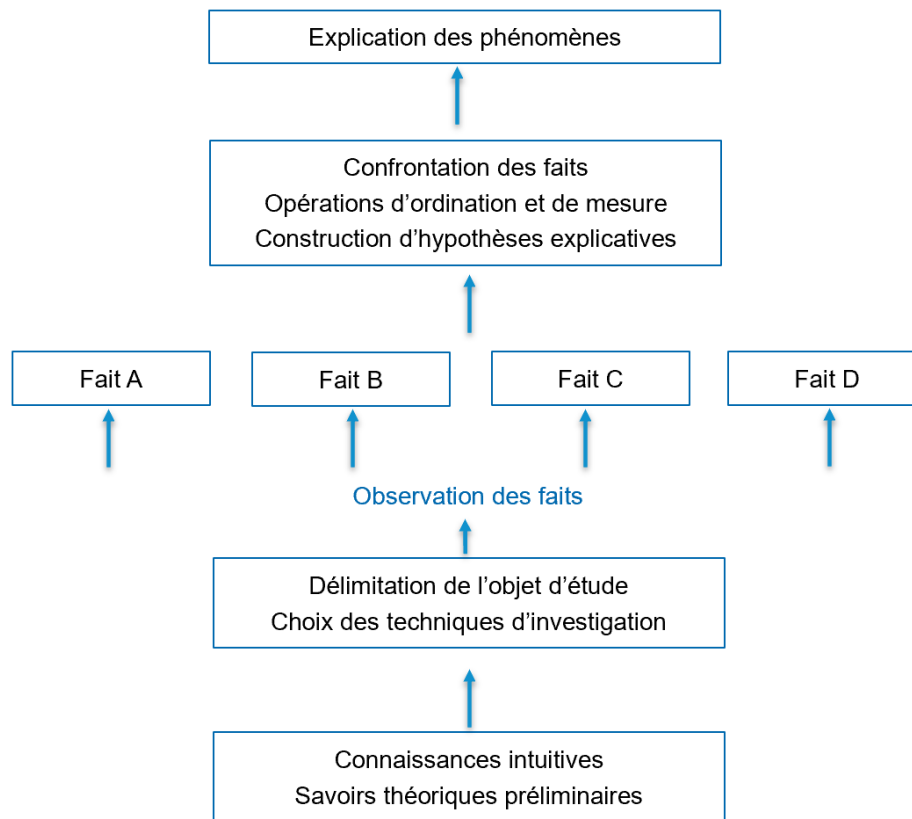 Explication des phénomènes
Confrontation des faits
Opérations d’ordination et de mesure
Construction d’hypothèses explicatives
Fait A
Fait B
Fait C
Fait D
Observation des faits
Délimitation de l’objet d’étude
Choix des techniques d’investigation
Connaissances intuitives
Savoirs théoriques préliminaires